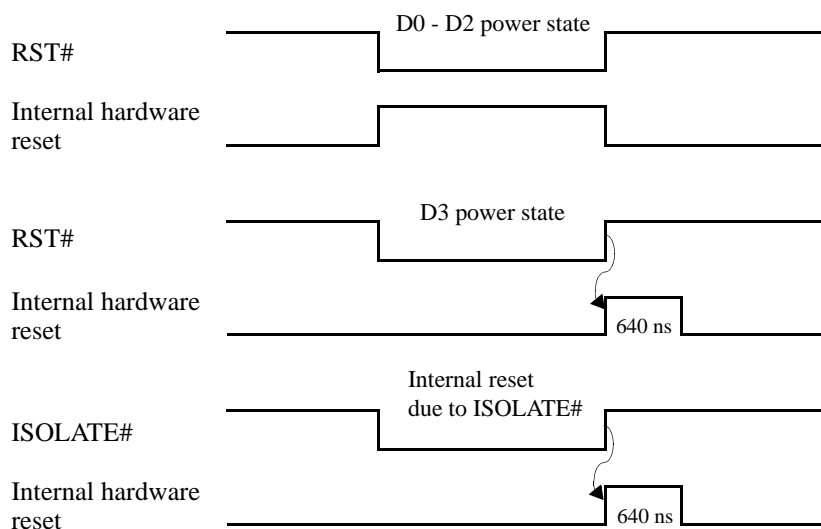 D0 - D2 power state
RST#
Internal hardware
reset
D3 power state
RST#
Internal hardware
reset
640 ns
Internal reset
due to ISOLATE#
ISOLATE#
Internal hardware
reset
640 ns